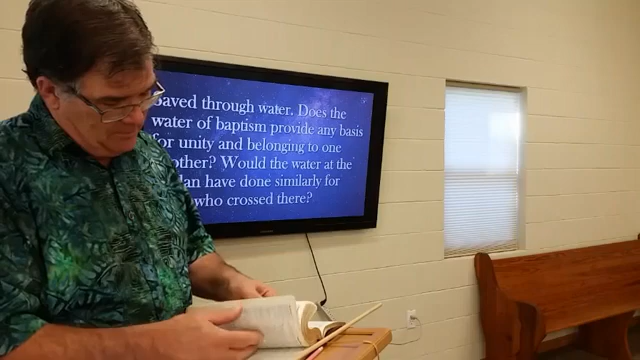 Saved through water. Does the
water of baptism provide any basis
for unity and belonging to one
other? Would the water at the
dan have done similarly for
who crossed there?